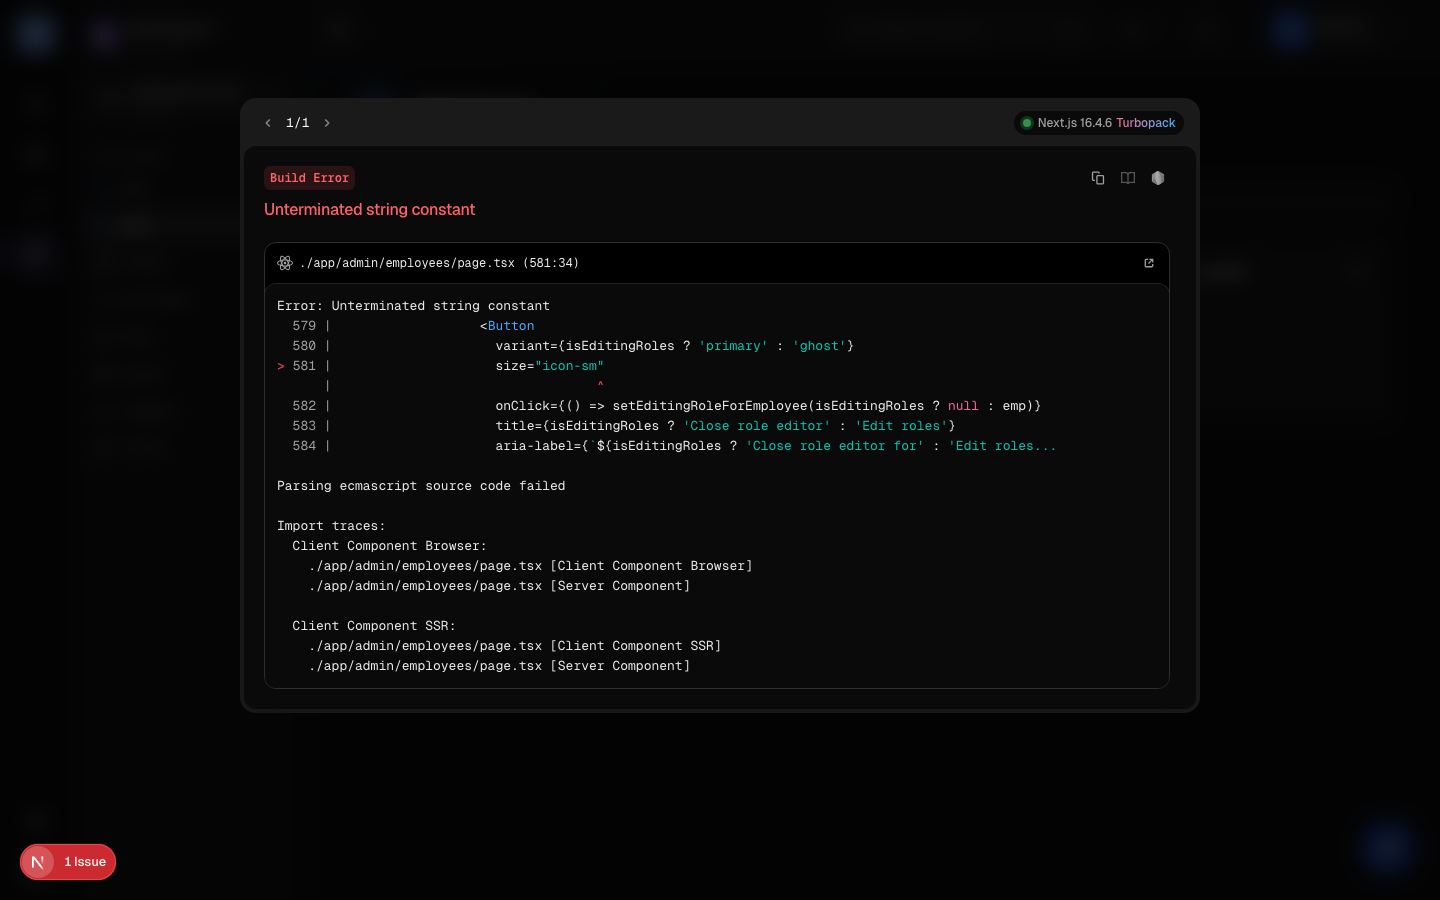 1/1
Next.js 16.4.6 Turbopack
Build Error
Unterminated string constant
./app/admin/employees/page.tsx (581:34)
Error: Unterminated string constant
579 | <Button
580 | variant={isEditingRoles ? 'primary' : 'ghost'}
> 581 | size="icon-sm"
| ^
582 | onClick={() => setEditingRoleForEmployee(isEditingRoles ? null : emp)}
583 | title={isEditingRoles ? 'Close role editor' : 'Edit roles'}
584 | aria-label={`${isEditingRoles ? 'Close role editor for' : 'Edit roles...
Parsing ecmascript source code failed
Import traces:
Client Component Browser:
./app/admin/employees/page.tsx [Client Component Browser]
./app/admin/employees/page.tsx [Server Component]
Client Component SSR:
./app/admin/employees/page.tsx [Client Component SSR]
./app/admin/employees/page.tsx [Server Component]
N 1 Issue